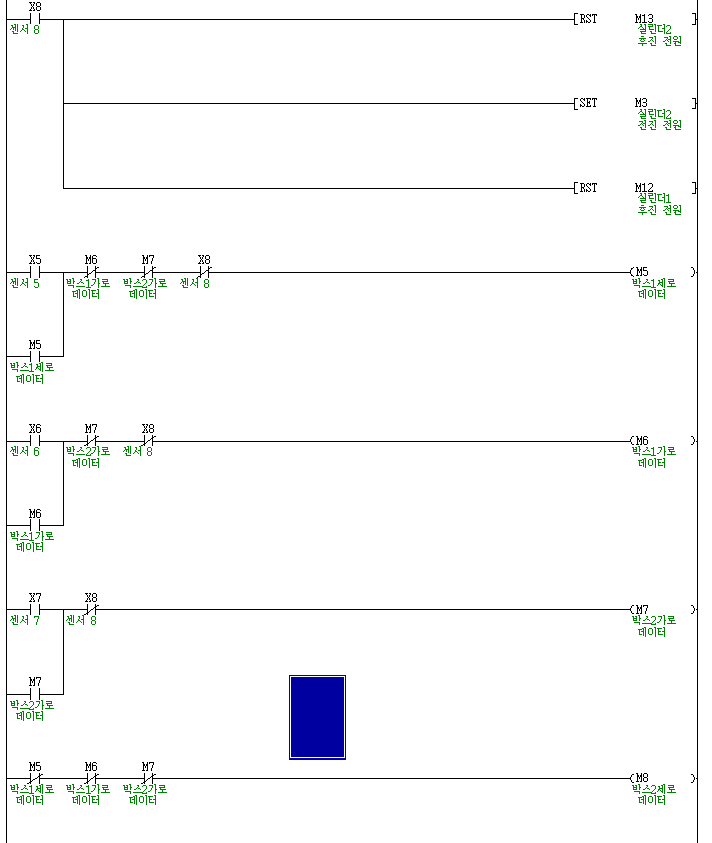 X8
센서 8
[RST M13 ]
실린더2
후진 전원
[SET M3 ]
실린더2
전진 전원
[RST M12 ]
실린더1
후진 전원
X5 M6 M7 X8
(M5 )
센서 5 박스1가로 박스2가로 센서 8 박스1세로
데이터 데이터 데이터
M5
박스1세로
데이터
X6 M7 X8
(M6 )
센서 6 박스2가로 센서 8 박스1가로
데이터 데이터
M6
박스1가로
데이터
X7 X8
(M7 )
센서 7 센서 8 박스2가로
데이터
M7
박스2가로
데이터
M5 M6 M7
(M8 )
박스1세로 박스1가로 박스2가로 박스2세로
데이터 데이터 데이터 데이터